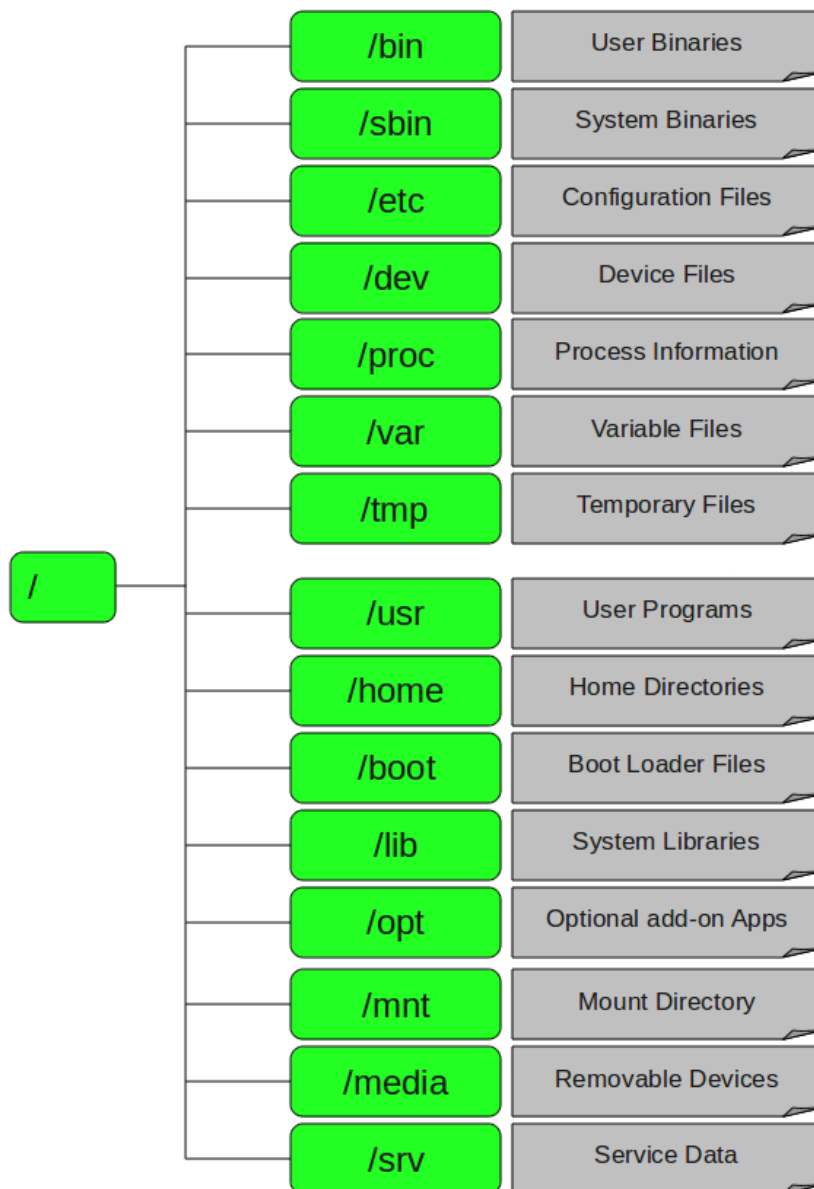 /bin User Binaries
/sbin System Binaries
/etc Configuration Files
/dev Device Files
/proc Process Information
/var Variable Files
/tmp Temporary Files
/
/usr User Programs
/home Home Directories
/boot Boot Loader Files
/lib System Libraries
/opt Optional add-on Apps
/mnt Mount Directory
/media Removable Devices
/srv Service Data